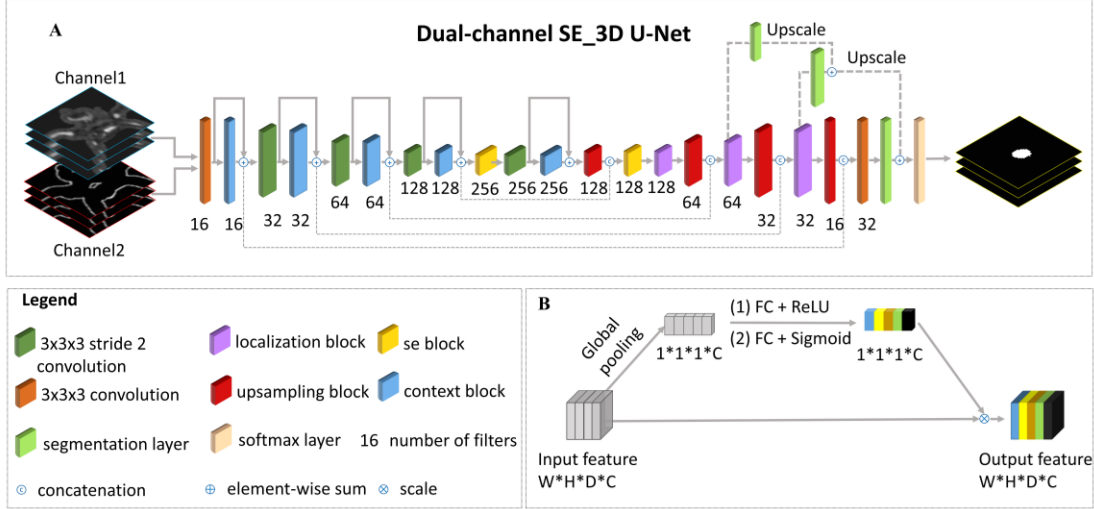 A
Dual-channel SE_3D U-Net
Channel1
Channel2
Upscale
Upscale
16
16
32
32
64
64
128
128
256
256
256
128
128
128
64
64
32
32
16
32
Legend
3x3x3 stride 2
convolution
localization block
se block
3x3x3 convolution
upsampling block
context block
segmentation layer
softmax layer
16 number of filters
c concatenation
+ element-wise sum
⊗ scale
B
Global
pooling
1*1*1*C
(1) FC + ReLU
(2) FC + Sigmoid
1*1*1*C
Input feature
W*H*D*C
Output feature
W*H*D*C